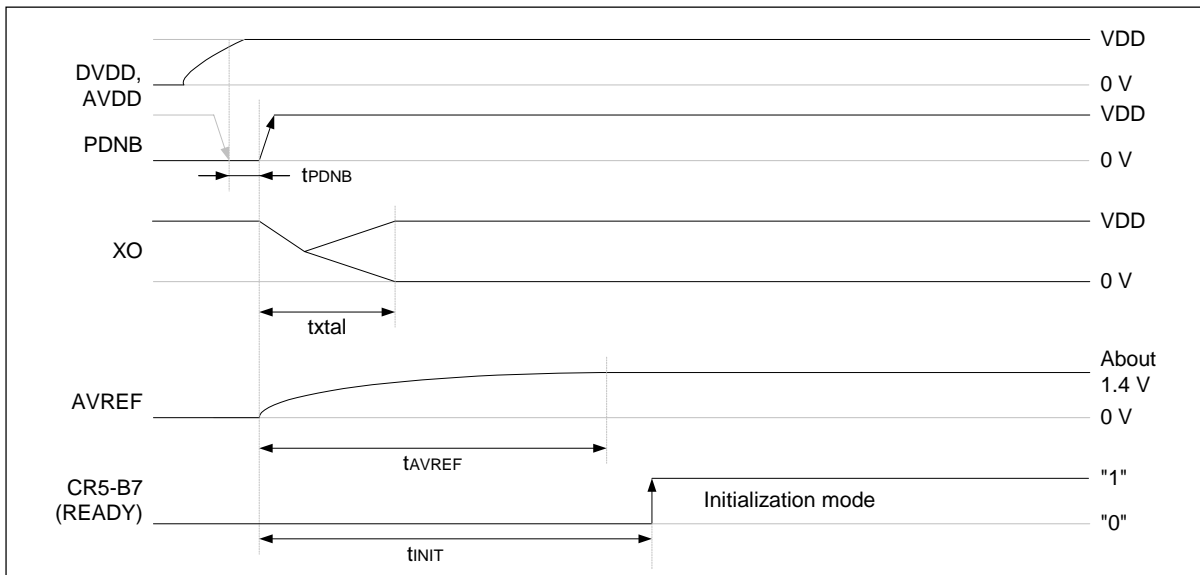 DVDD,
AVDD
VDD
0 V
PDNB
VDD
0 V
tPDNB
XO
VDD
0 V
txtal
AVREF
About
1.4 V
0 V
tAVREF
CR5-B7
(READY)
Initialization mode
"1"
"0"
tINIT